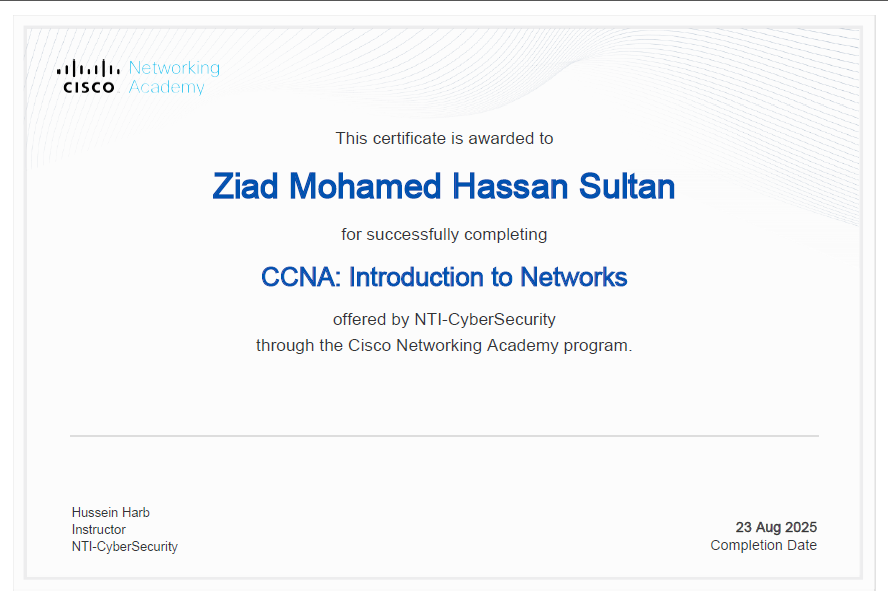 CISCO Networking Academy
This certificate is awarded to
Ziad Mohamed Hassan Sultan
for successfully completing
CCNA: Introduction to Networks
offered by NTI-CyberSecurity
through the Cisco Networking Academy program.
Hussein Harb
Instructor
NTI-CyberSecurity
23 Aug 2025
Completion Date